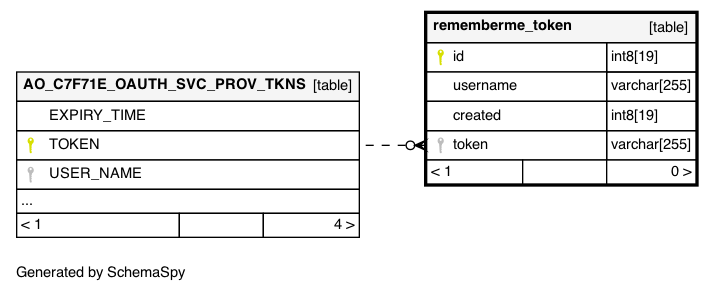 rememberme_token [table]
id int8[19]
username varchar[255]
created int8[19]
token varchar[255]
< 1 0 >
AO_C7F71E_OAUTH_SVC_PROV_TKNS [table]
EXPIRY_TIME
TOKEN
USER_NAME
...
< 1 4 >
Generated by SchemaSpy